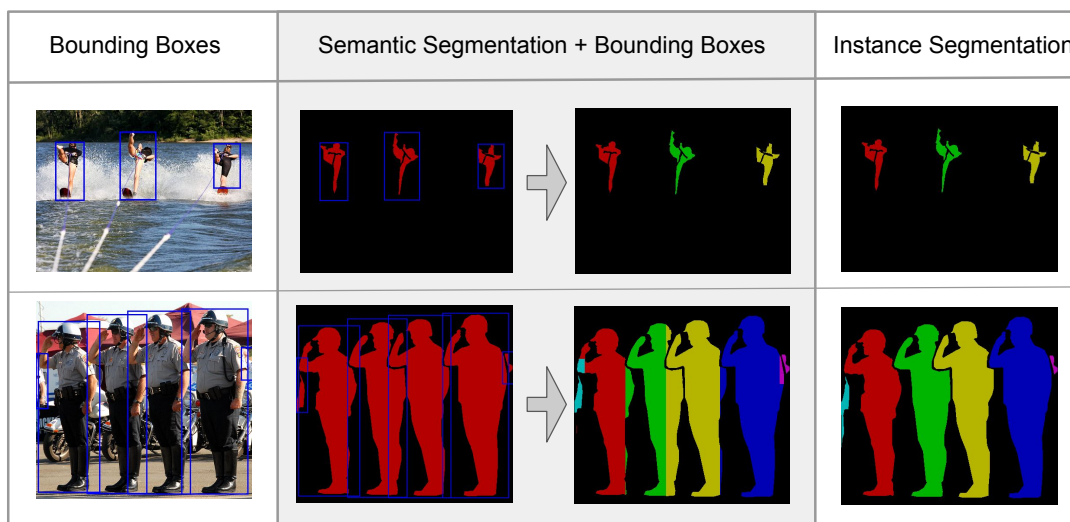 Bounding Boxes
Semantic Segmentation + Bounding Boxes
Instance Segmentation